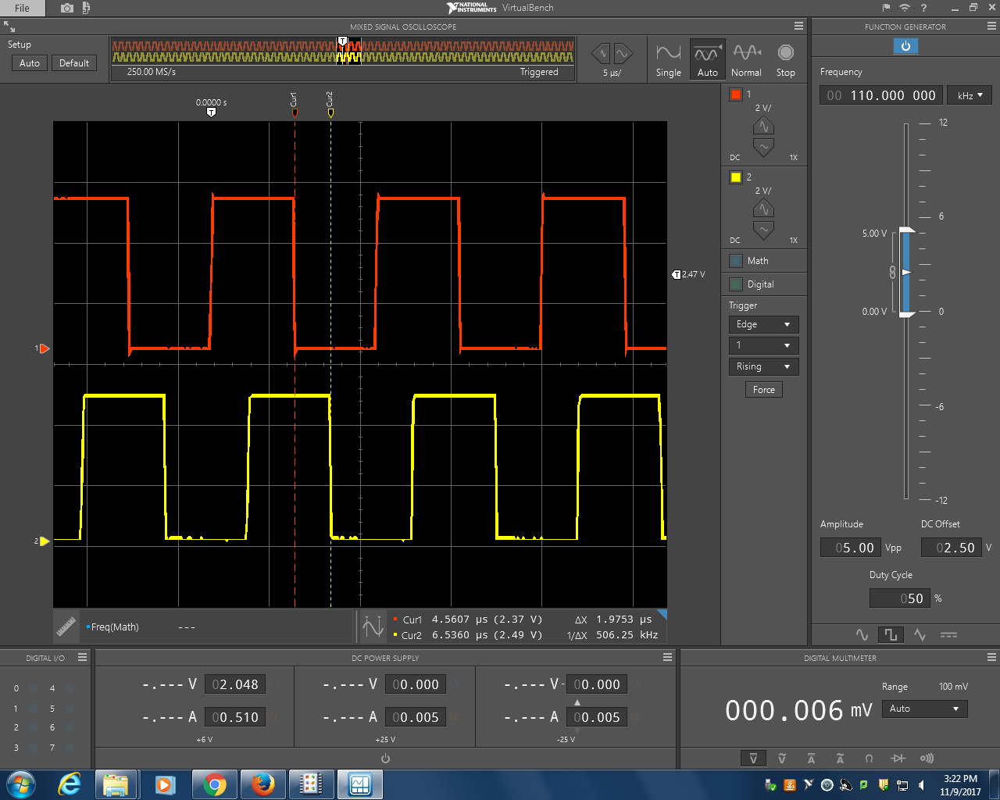 File
NATIONAL INSTRUMENTS VirtualBench
MIXED SIGNAL OSCILLOSCOPE
FUNCTION GENERATOR
Setup
Auto Default
250.00 MS/s
Triggered
5 µs/
Single Auto Normal Stop
0.0000 s
T
Cur1
Cur2
1
2 V/
DC 1X
2
2 V/
DC 1X
Math
Digital
Trigger
Edge
1
Rising
Force
T 2.47 V
1
2
Frequency
00 110.000 000 kHz
12
6
5.00 V
0.00 V
0
-6
-12
Amplitude
DC Offset
05.00 Vpp
02.50 V
Duty Cycle
050 %
Freq(Math) ---
Cur1 4.5607 µs (2.37 V) ΔX 1.9753 µs
Cur2 6.5360 µs (2.49 V) 1/ΔX 506.25 kHz
DIGITAL I/O
0 4
1 5
2 6
3 7
DC POWER SUPPLY
-.--- V 02.048
-.--- A 00.510
+6 V
-.--- V 00.000
-.--- A 00.005
+25 V
-.--- V -00.000
-.--- A 00.005
-25 V
DIGITAL MULTIMETER
000.006 mV
Range 100 mV
Auto
3:22 PM
11/9/2017